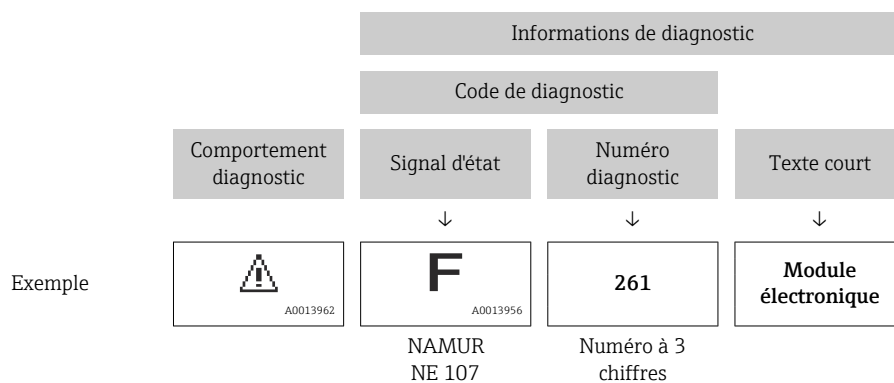 Informations de diagnostic
Code de diagnostic
Comportement
diagnostic
Signal d'état
Numéro
diagnostic
Texte court
↓ ↓ ↓
Exemple
A0013962
F
A0013956
261
Module
électronique
NAMUR
NE 107
Numéro à 3
chiffres